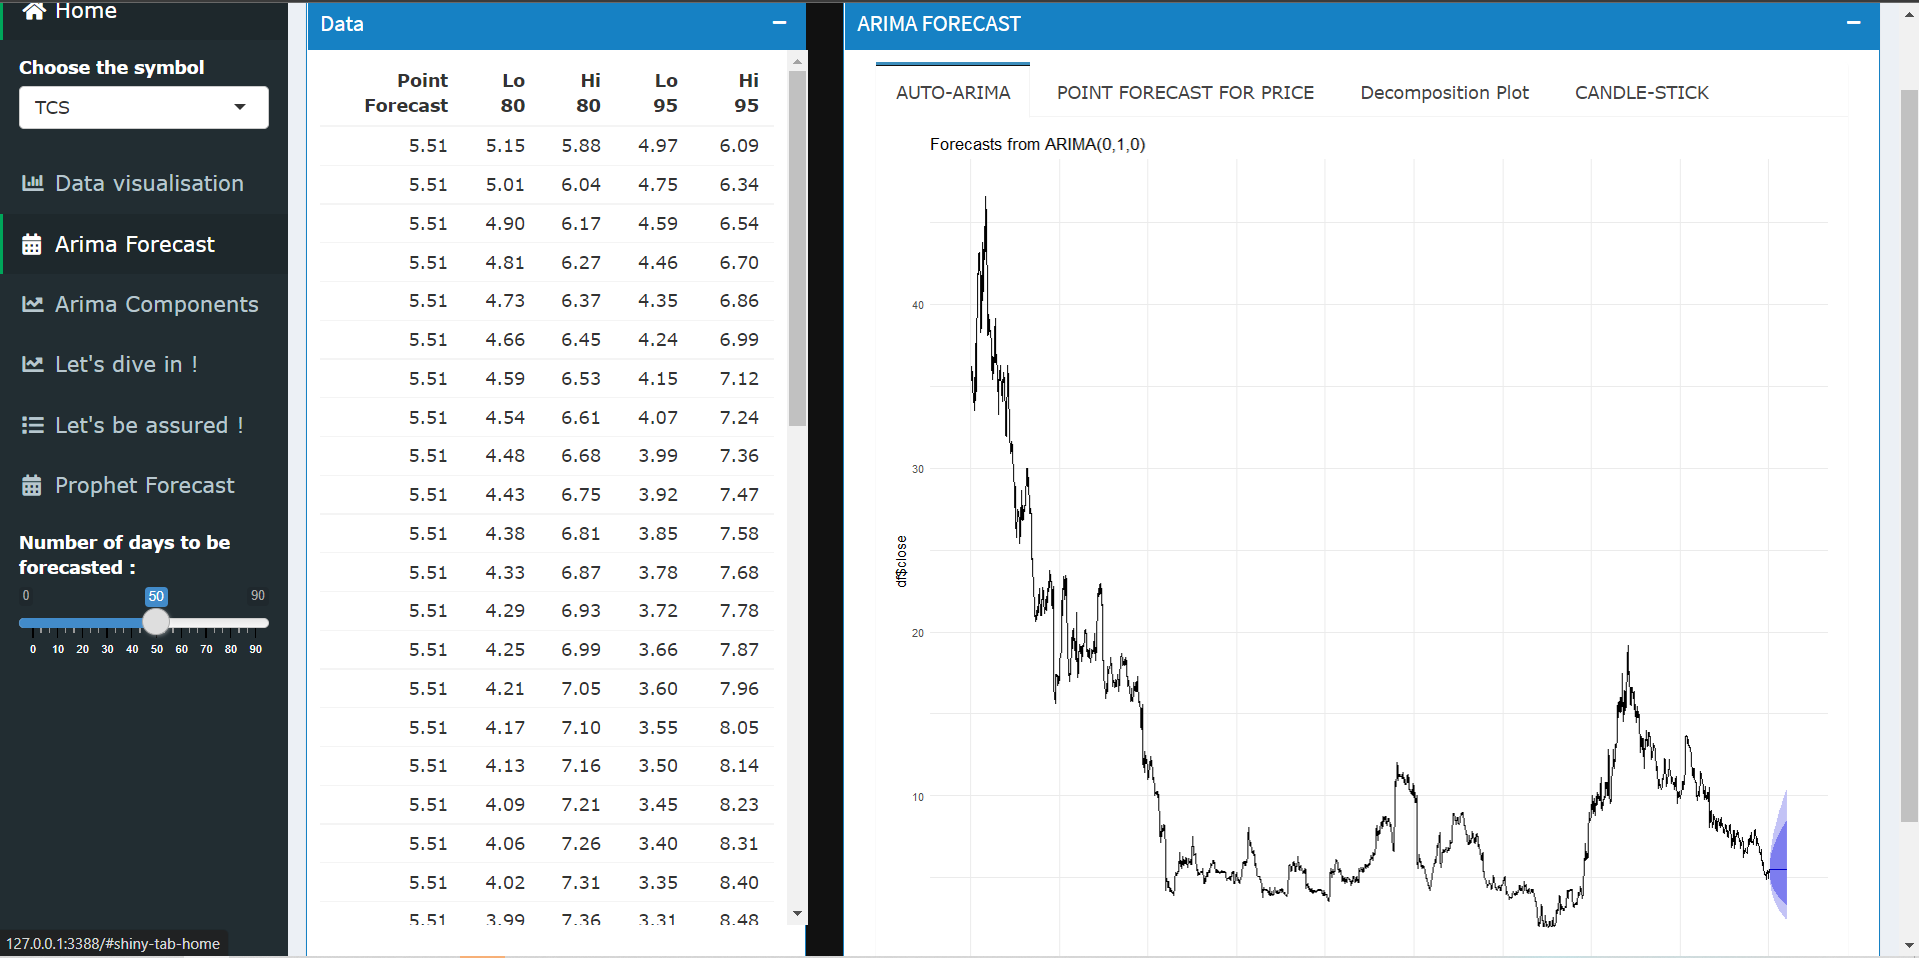 Home
Choose the symbol
TCS
Data visualisation
Arima Forecast
Arima Components
Let's dive in !
Let's be assured !
Prophet Forecast
Number of days to be
forecasted :
0 50 90
0 10 20 30 40 50 60 70 80 90
127.0.0.1:3388/#shiny-tab-home
Data
Point Lo Hi Lo Hi
Forecast 80 80 95 95
5.51 5.15 5.88 4.97 6.09
5.51 5.01 6.04 4.75 6.34
5.51 4.90 6.17 4.59 6.54
5.51 4.81 6.27 4.46 6.70
5.51 4.73 6.37 4.35 6.86
5.51 4.66 6.45 4.24 6.99
5.51 4.59 6.53 4.15 7.12
5.51 4.54 6.61 4.07 7.24
5.51 4.48 6.68 3.99 7.36
5.51 4.43 6.75 3.92 7.47
5.51 4.38 6.81 3.85 7.58
5.51 4.33 6.87 3.78 7.68
5.51 4.29 6.93 3.72 7.78
5.51 4.25 6.99 3.66 7.87
5.51 4.21 7.05 3.60 7.96
5.51 4.17 7.10 3.55 8.05
5.51 4.13 7.16 3.50 8.14
5.51 4.09 7.21 3.45 8.23
5.51 4.06 7.26 3.40 8.31
5.51 4.02 7.31 3.35 8.40
5.51 3.99 7.36 3.31 8.48
ARIMA FORECAST
AUTO-ARIMA POINT FORECAST FOR PRICE Decomposition Plot CANDLE-STICK
Forecasts from ARIMA(0,1,0)
40
30
df$close
20
10